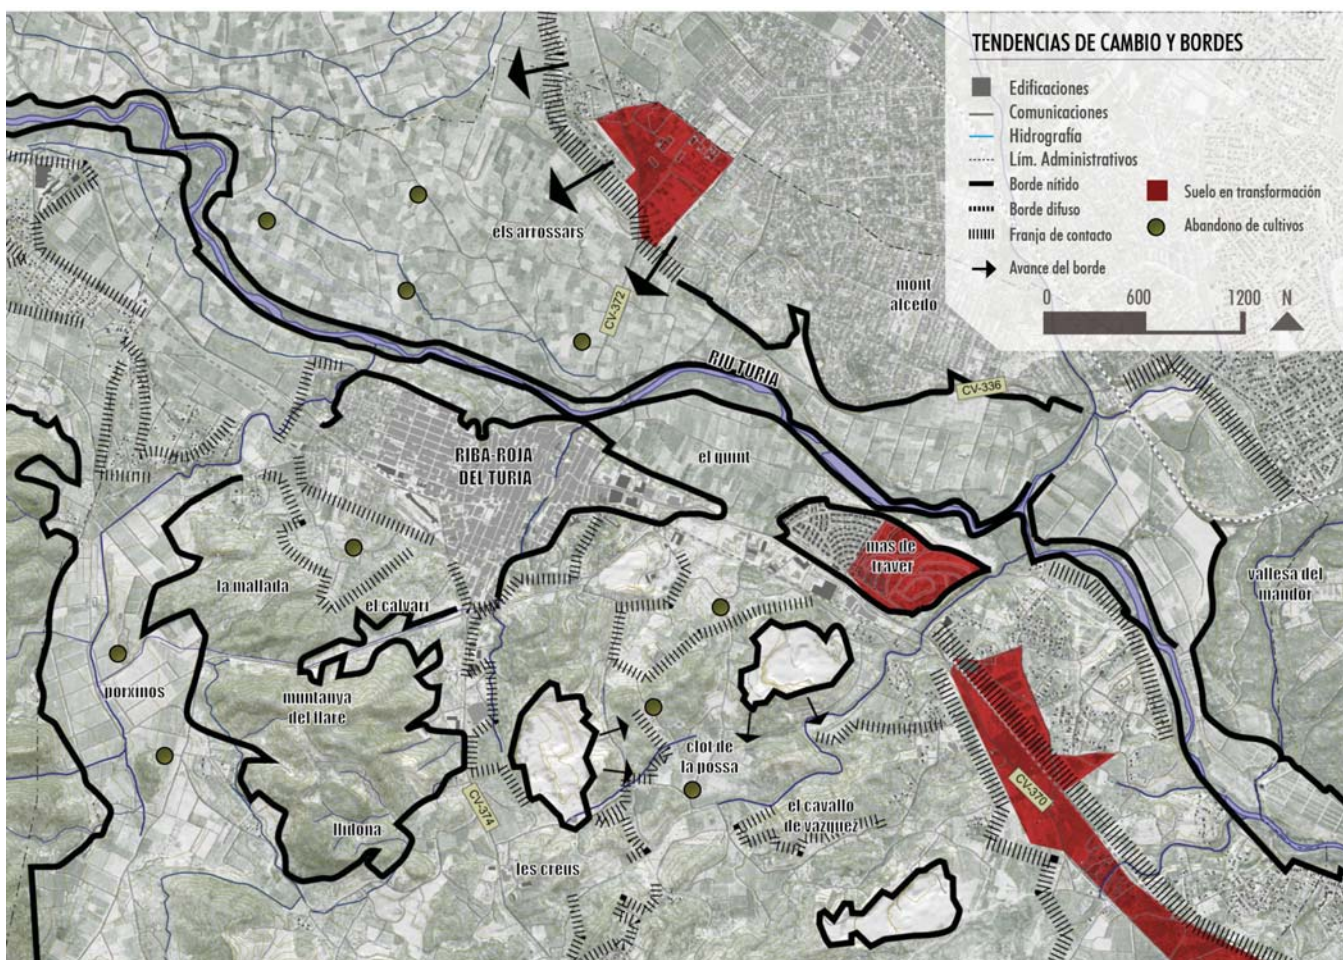 TENDENCIAS DE CAMBIO Y BORDES
Edificaciones
Comunicaciones
Hidrografía
Lím. Administrativos
Borde nítido
Borde difuso
Franja de contacto
Avance del borde
Suelo en transformación
Abandono de cultivos
0 600 1200 N
els arrossars
CV-372
mont
alcedo
RIU TURIA
CV-336
RIBA-ROJA
DEL TURIA
el quint
mas de
traver
vallesa del
mandor
la mallada
el calvari
porxinos
muntanya
del frare
clot de
la possa
CV-374
CV-370
llidona
el cavallo
de vazquez
les creus